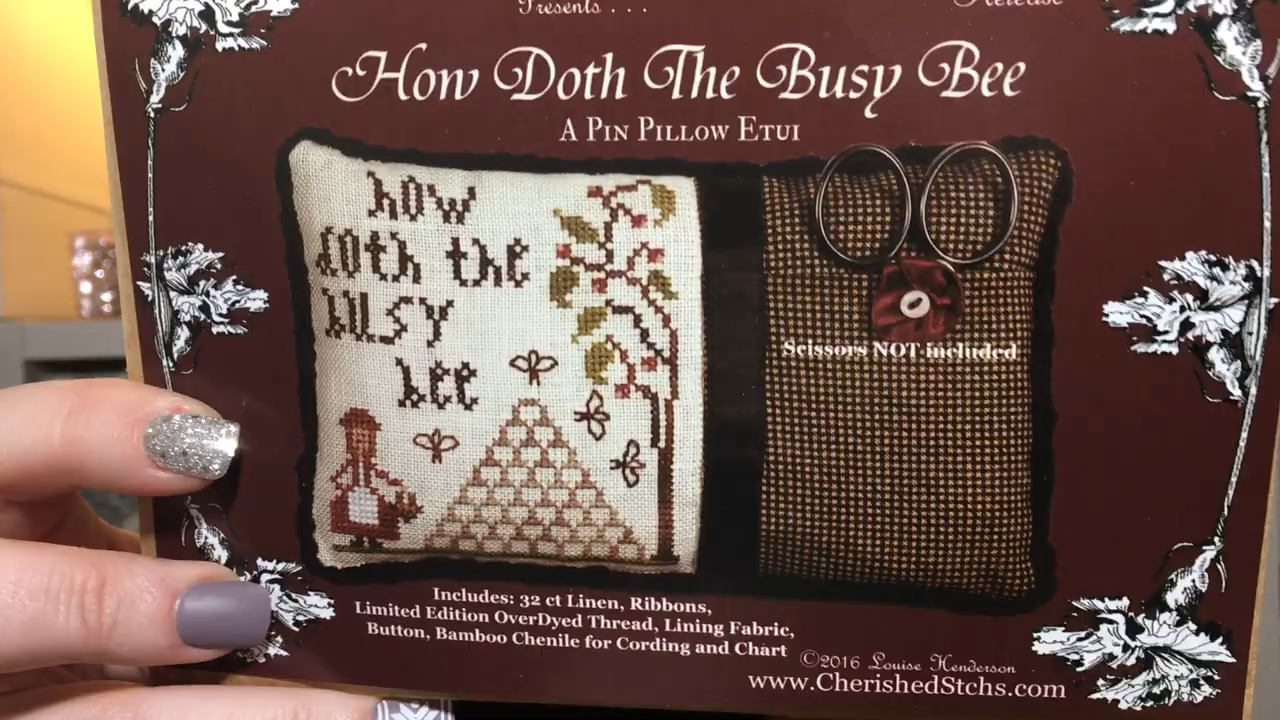 Presents . . .
Release
How Doth The Busy Bee
A Pin Pillow Etui
how
doth the
busy
bee
Scissors NOT included
Includes: 32 ct Linen, Ribbons,
Limited Edition OverDyed Thread, Lining Fabric,
Button, Bamboo Chenile for Cording and Chart
©2016 Louise Henderson
www.CherishedStchs.com